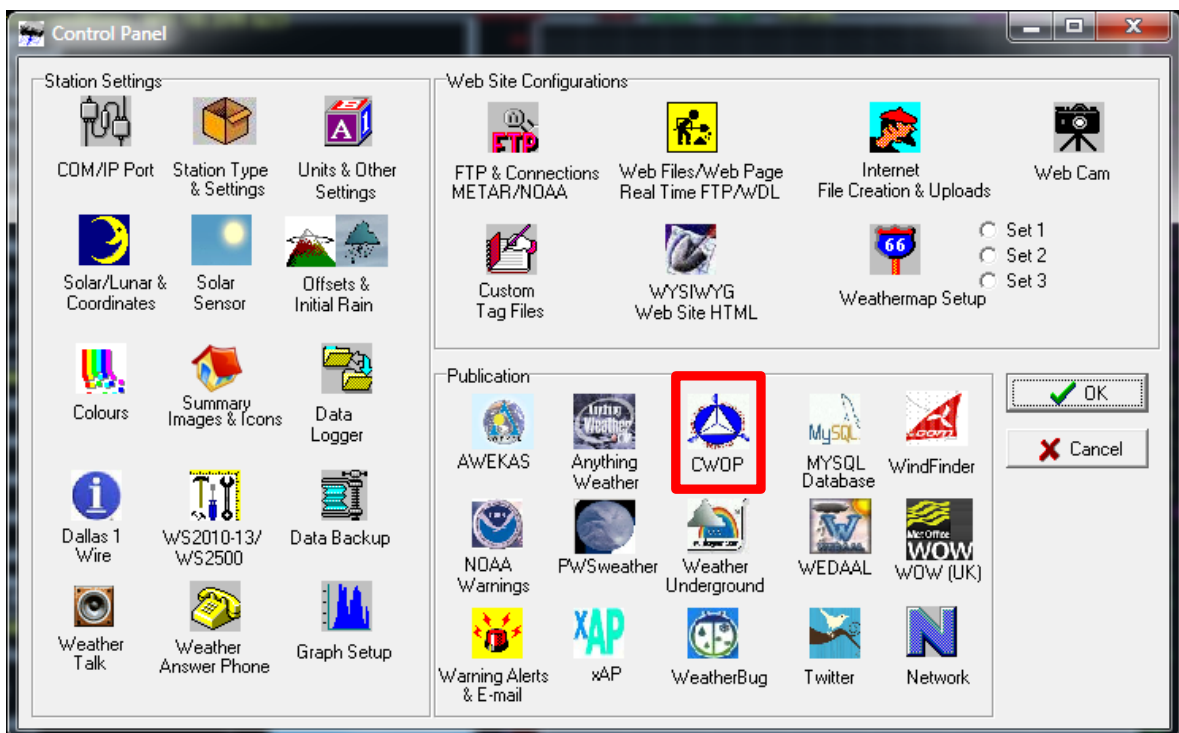 Control Panel
Station Settings
COM/IP Port
Station Type
& Settings
Units & Other
Settings
Solar/Lunar &
Coordinates
Solar
Sensor
Offsets &
Initial Rain
Colours
Summary
Images & Icons
Data
Logger
Dallas 1
Wire
WS2010-13/
WS2500
Data Backup
Weather
Talk
Weather
Answer Phone
Graph Setup
Web Site Configurations
FTP
FTP & Connections
METAR/NOAA
Web Files/Web Page
Real Time FTP/WDL
Internet
File Creation & Uploads
Web Cam
Custom
Tag Files
WYSIWYG
Web Site HTML
66
Weathermap Setup
Set 1
Set 2
Set 3
Publication
AWEKAS
Anything
Weather
Anything
Weather
CWOP
MySQL
MYSQL
Database
.com
WindFinder
NOAA
Warnings
PWSweather
Weather
Underground
WEDAAL
Met Office
WOW
WOW (UK)
Warning Alerts
& E-mail
xAP
xAP
WeatherBug
Twitter
N
Network
OK
Cancel